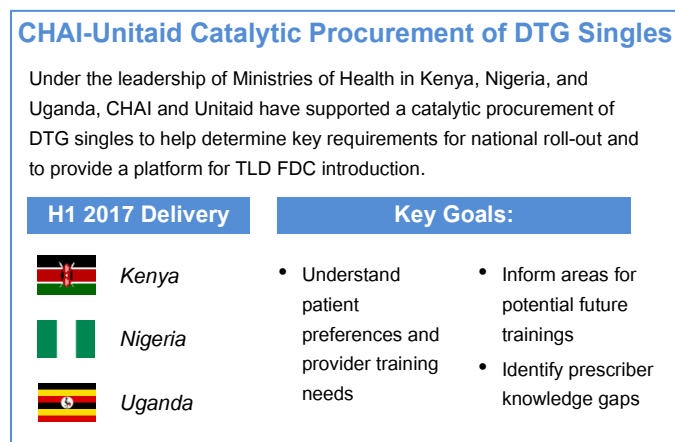 CHAI-Unitaid Catalytic Procurement of DTG Singles
Under the leadership of Ministries of Health in Kenya, Nigeria, and
Uganda, CHAI and Unitaid have supported a catalytic procurement of
DTG singles to help determine key requirements for national roll-out and
to provide a platform for TLD FDC introduction.
H1 2017 Delivery
Kenya
Nigeria
Uganda
Key Goals:
• Understand
patient
preferences and
provider training
needs
• Inform areas for
potential future
trainings
• Identify prescriber
knowledge gaps